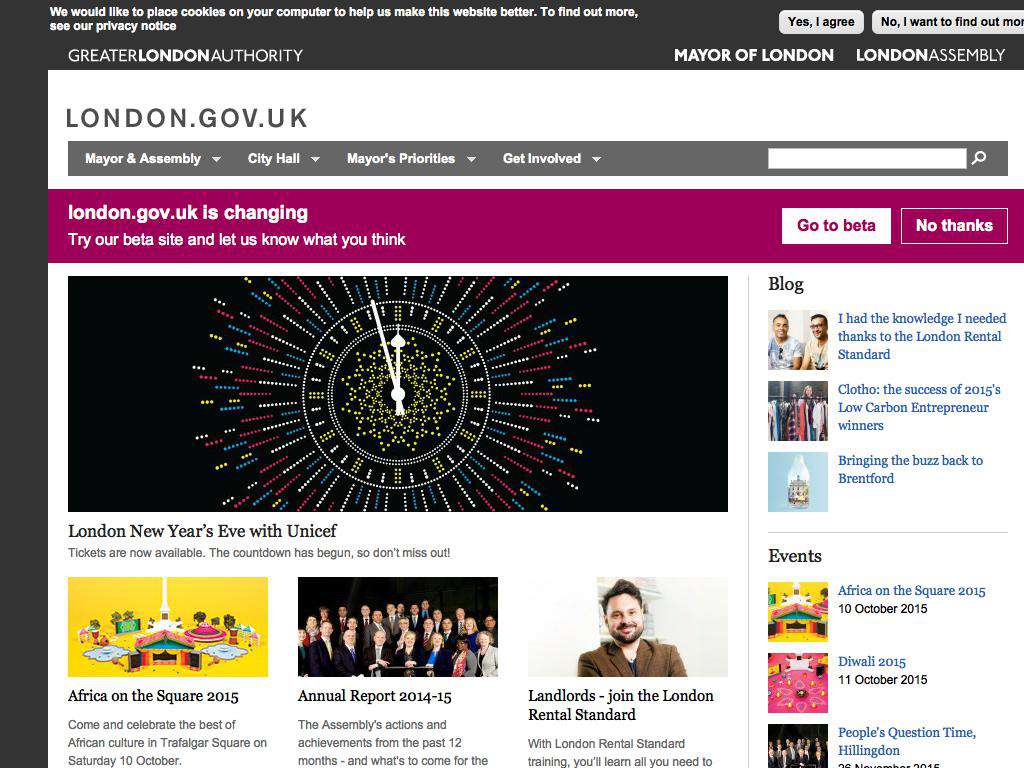 We would like to place cookies on your computer to help us make this website better. To find out more,
see our privacy notice
Yes, I agree
No, I want to find out mor
GREATERLONDONAUTHORITY
MAYOR OF LONDON
LONDONASSEMBLY
LONDON.GOV.UK
Mayor & Assembly
City Hall
Mayor's Priorities
Get Involved
london.gov.uk is changing
Try our beta site and let us know what you think
Go to beta
No thanks
London New Year's Eve with Unicef
Tickets are now available. The countdown has begun, so don't miss out!
Africa on the Square 2015
Come and celebrate the best of
African culture in Trafalgar Square on
Saturday 10 October.
Annual Report 2014-15
The Assembly's actions and
achievements from the past 12
months - and what's to come for the
Landlords - join the London
Rental Standard
With London Rental Standard
training, you'll learn all you need to
Blog
I had the knowledge I needed
thanks to the London Rental
Standard
Clotho: the success of 2015's
Low Carbon Entrepreneur
winners
Bringing the buzz back to
Brentford
Events
Africa on the Square 2015
10 October 2015
Diwali 2015
11 October 2015
People's Question Time,
Hillingdon
26 November 2015